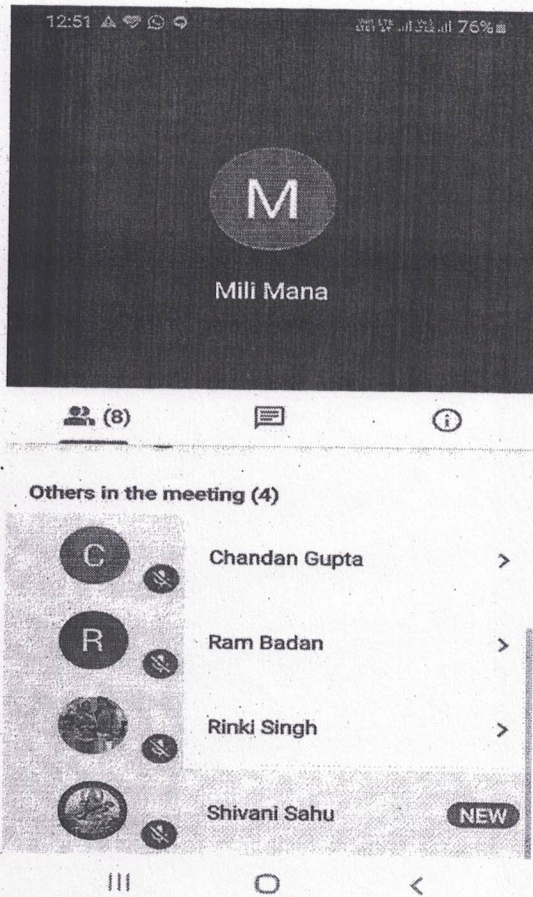 12:51 76%
M
Mili Mana
(8)
Others in the meeting (4)
C Chandan Gupta
R Ram Badan
Rinki Singh
Shivani Sahu NEW